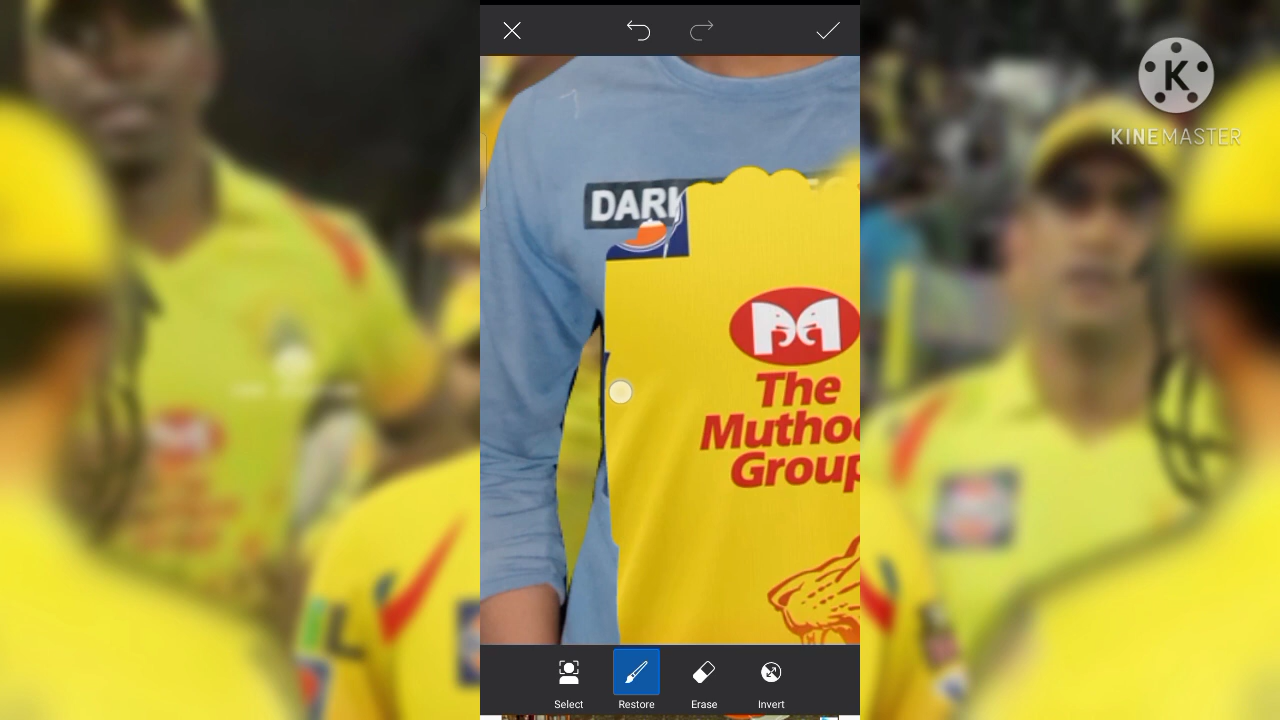 K
KINEMASTER
DARK
The
Muthoo
Group
Select
Restore
Erase
Invert